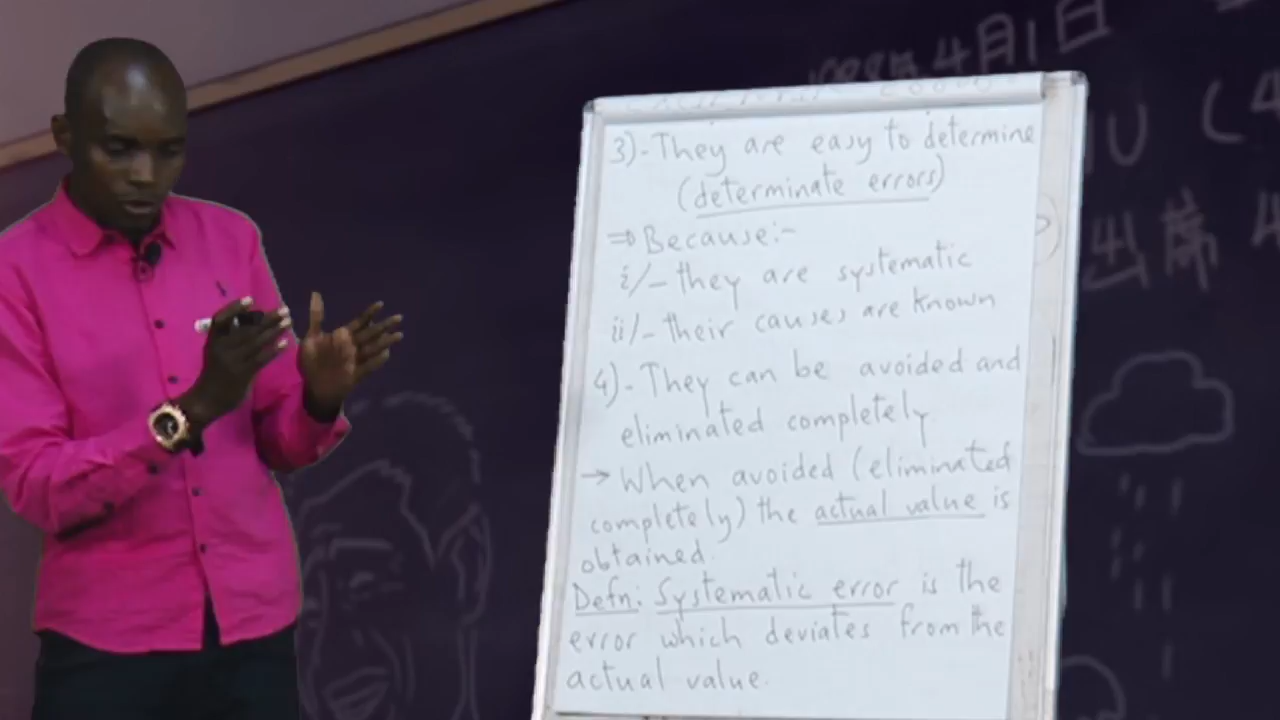 3)- They are easy to determine
(determinate errors)
⇒ Because:-
i/- they are systematic
ii/- their causes are known
4)- They can be avoided and
eliminated completely
→ When avoided (eliminated
completely) the actual value is
obtained.
Defn: Systematic error is the
error which deviates from the
actual value.
4月1日
出席